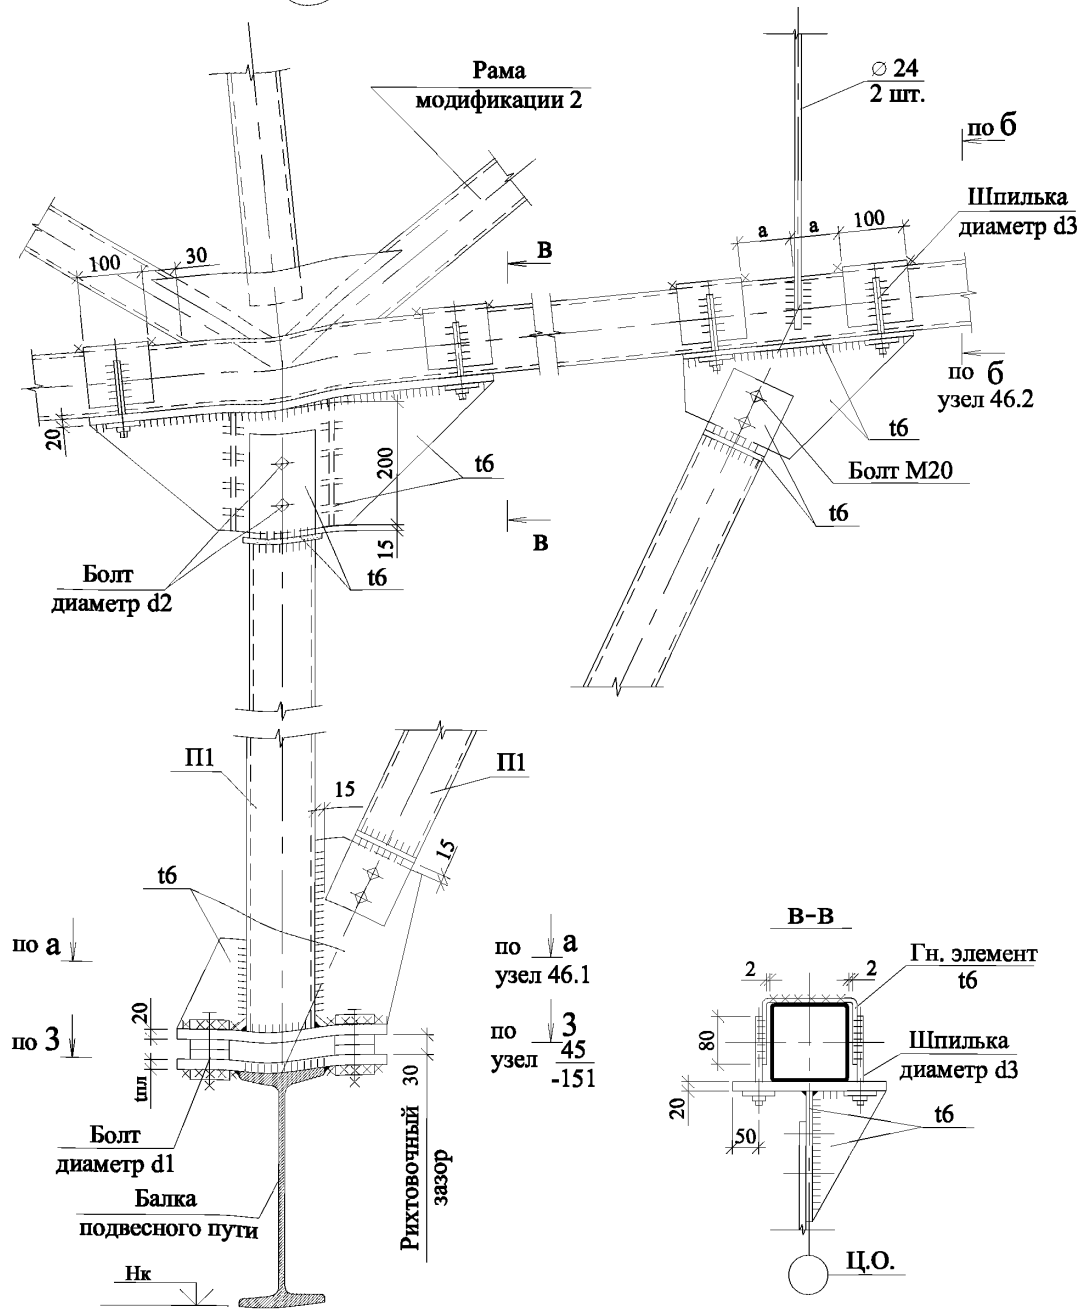 Рама
модификации 2
⌀ 24
2 шт.
по б
Шпилька
диаметр d3
а
а
100
100
30
В
по б
узел 46.2
20
200
t6
t6
Болт М20
t6
В
15
Болт
диаметр d2
t6
П1
15
П1
15
t6
В-В
по а
по а
узел 46.1
2
2
Гн. элемент
t6
20
по 3
по 3
узел 45
-151
80
Шпилька
диаметр d3
tпл
30
20
50
t6
Болт
диаметр d1
Рихтовочный
зазор
Балка
подвесного пути
Нк
Ц.О.